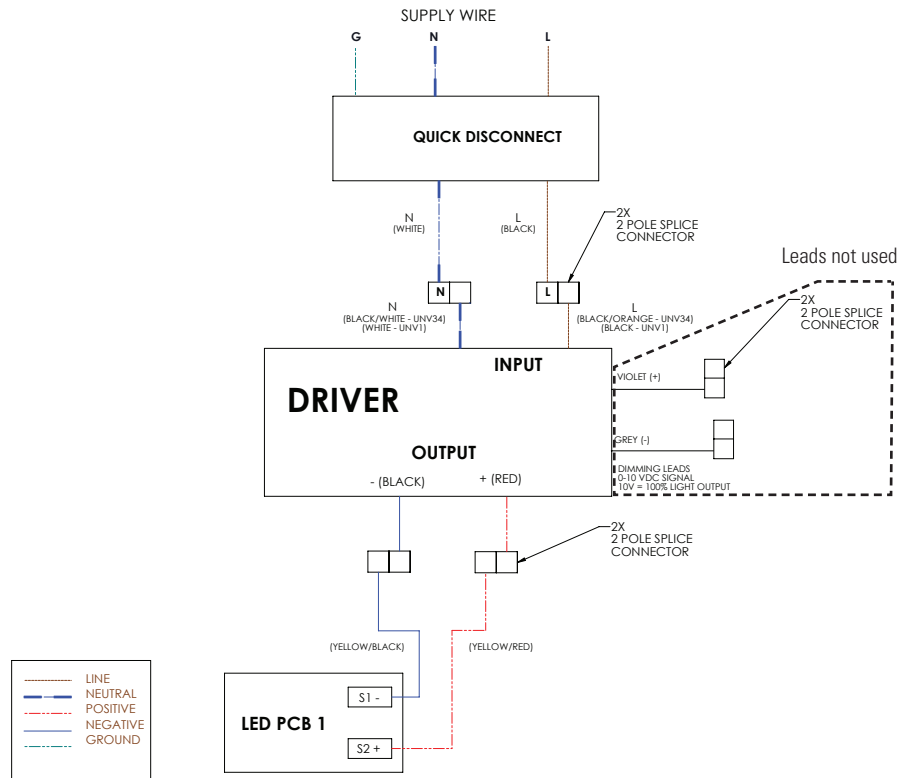 SUPPLY WIRE
G
N
L
QUICK DISCONNECT
N
(WHITE)
L
(BLACK)
2X
2 POLE SPLICE
CONNECTOR
Leads not used
N
L
2X
2 POLE SPLICE
CONNECTOR
N
(BLACK/WHITE - UNV34)
(WHITE - UNV1)
L
(BLACK/ORANGE - UNV34)
(BLACK - UNV1)
INPUT
DRIVER
VIOLET (+)
GREY (-)
OUTPUT
DIMMING LEADS
0-10 VDC SIGNAL
10V = 100% LIGHT OUTPUT
- (BLACK)
+ (RED)
2X
2 POLE SPLICE
CONNECTOR
(YELLOW/BLACK)
(YELLOW/RED)
LINE
NEUTRAL
POSITIVE
NEGATIVE
GROUND
S1 -
LED PCB 1
S2 +